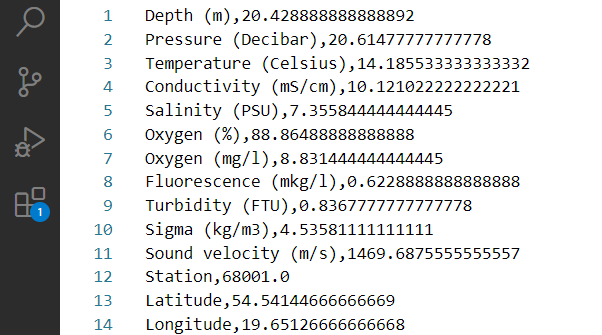 1 Depth (m),20.428888888888892
2 Pressure (Decibar),20.61477777777778
3 Temperature (Celsius),14.185533333333332
4 Conductivity (mS/cm),10.121022222222221
5 Salinity (PSU),7.355844444444445
6 Oxygen (%),88.86488888888888
7 Oxygen (mg/l),8.831444444444445
8 Fluorescence (mkg/l),0.6228888888888888
9 Turbidity (FTU),0.8367777777777778
10 Sigma (kg/m3),4.53581111111111
11 Sound velocity (m/s),1469.6875555555557
12 Station,68001.0
13 Latitude,54.54144666666669
14 Longitude,19.65126666666668
1